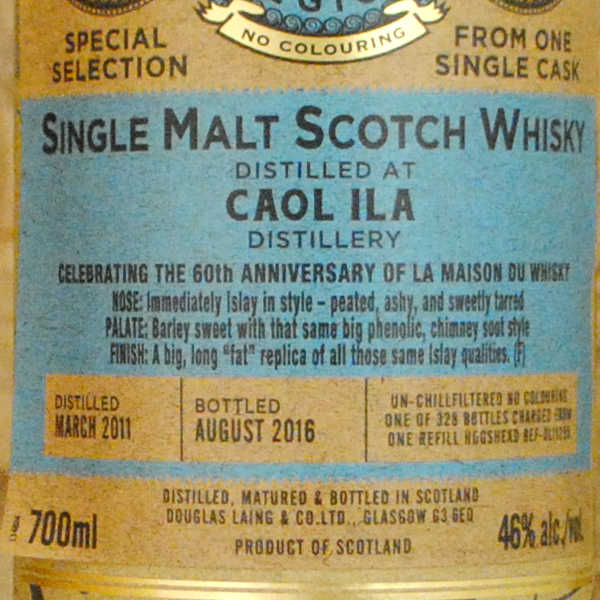 NO COLOURING
SPECIAL SELECTION
FROM ONE SINGLE CASK
SINGLE MALT SCOTCH WHISKY
DISTILLED AT
CAOL ILA
DISTILLERY
CELEBRATING THE 60th ANNIVERSARY OF LA MAISON DU WHISKY
NOSE: Immediately Islay in style – peated, ashy, and sweetly tarred
PALATE: Barley sweet with that same big phenolic, chimney soot style
FINISH: A big, long "fat" replica of all those same Islay qualities. (F)
DISTILLED
MARCH 2011
BOTTLED
AUGUST 2016
UN-CHILLFILTERED NO COLOURING
ONE OF 328 BOTTLES CHARGED FROM
ONE REFILL HOGSHEAD
DISTILLED, MATURED & BOTTLED IN SCOTLAND
DOUGLAS LAING & CO.LTD., GLASGOW G3 6EQ
PRODUCT OF SCOTLAND
700ml
46% alc./vol.